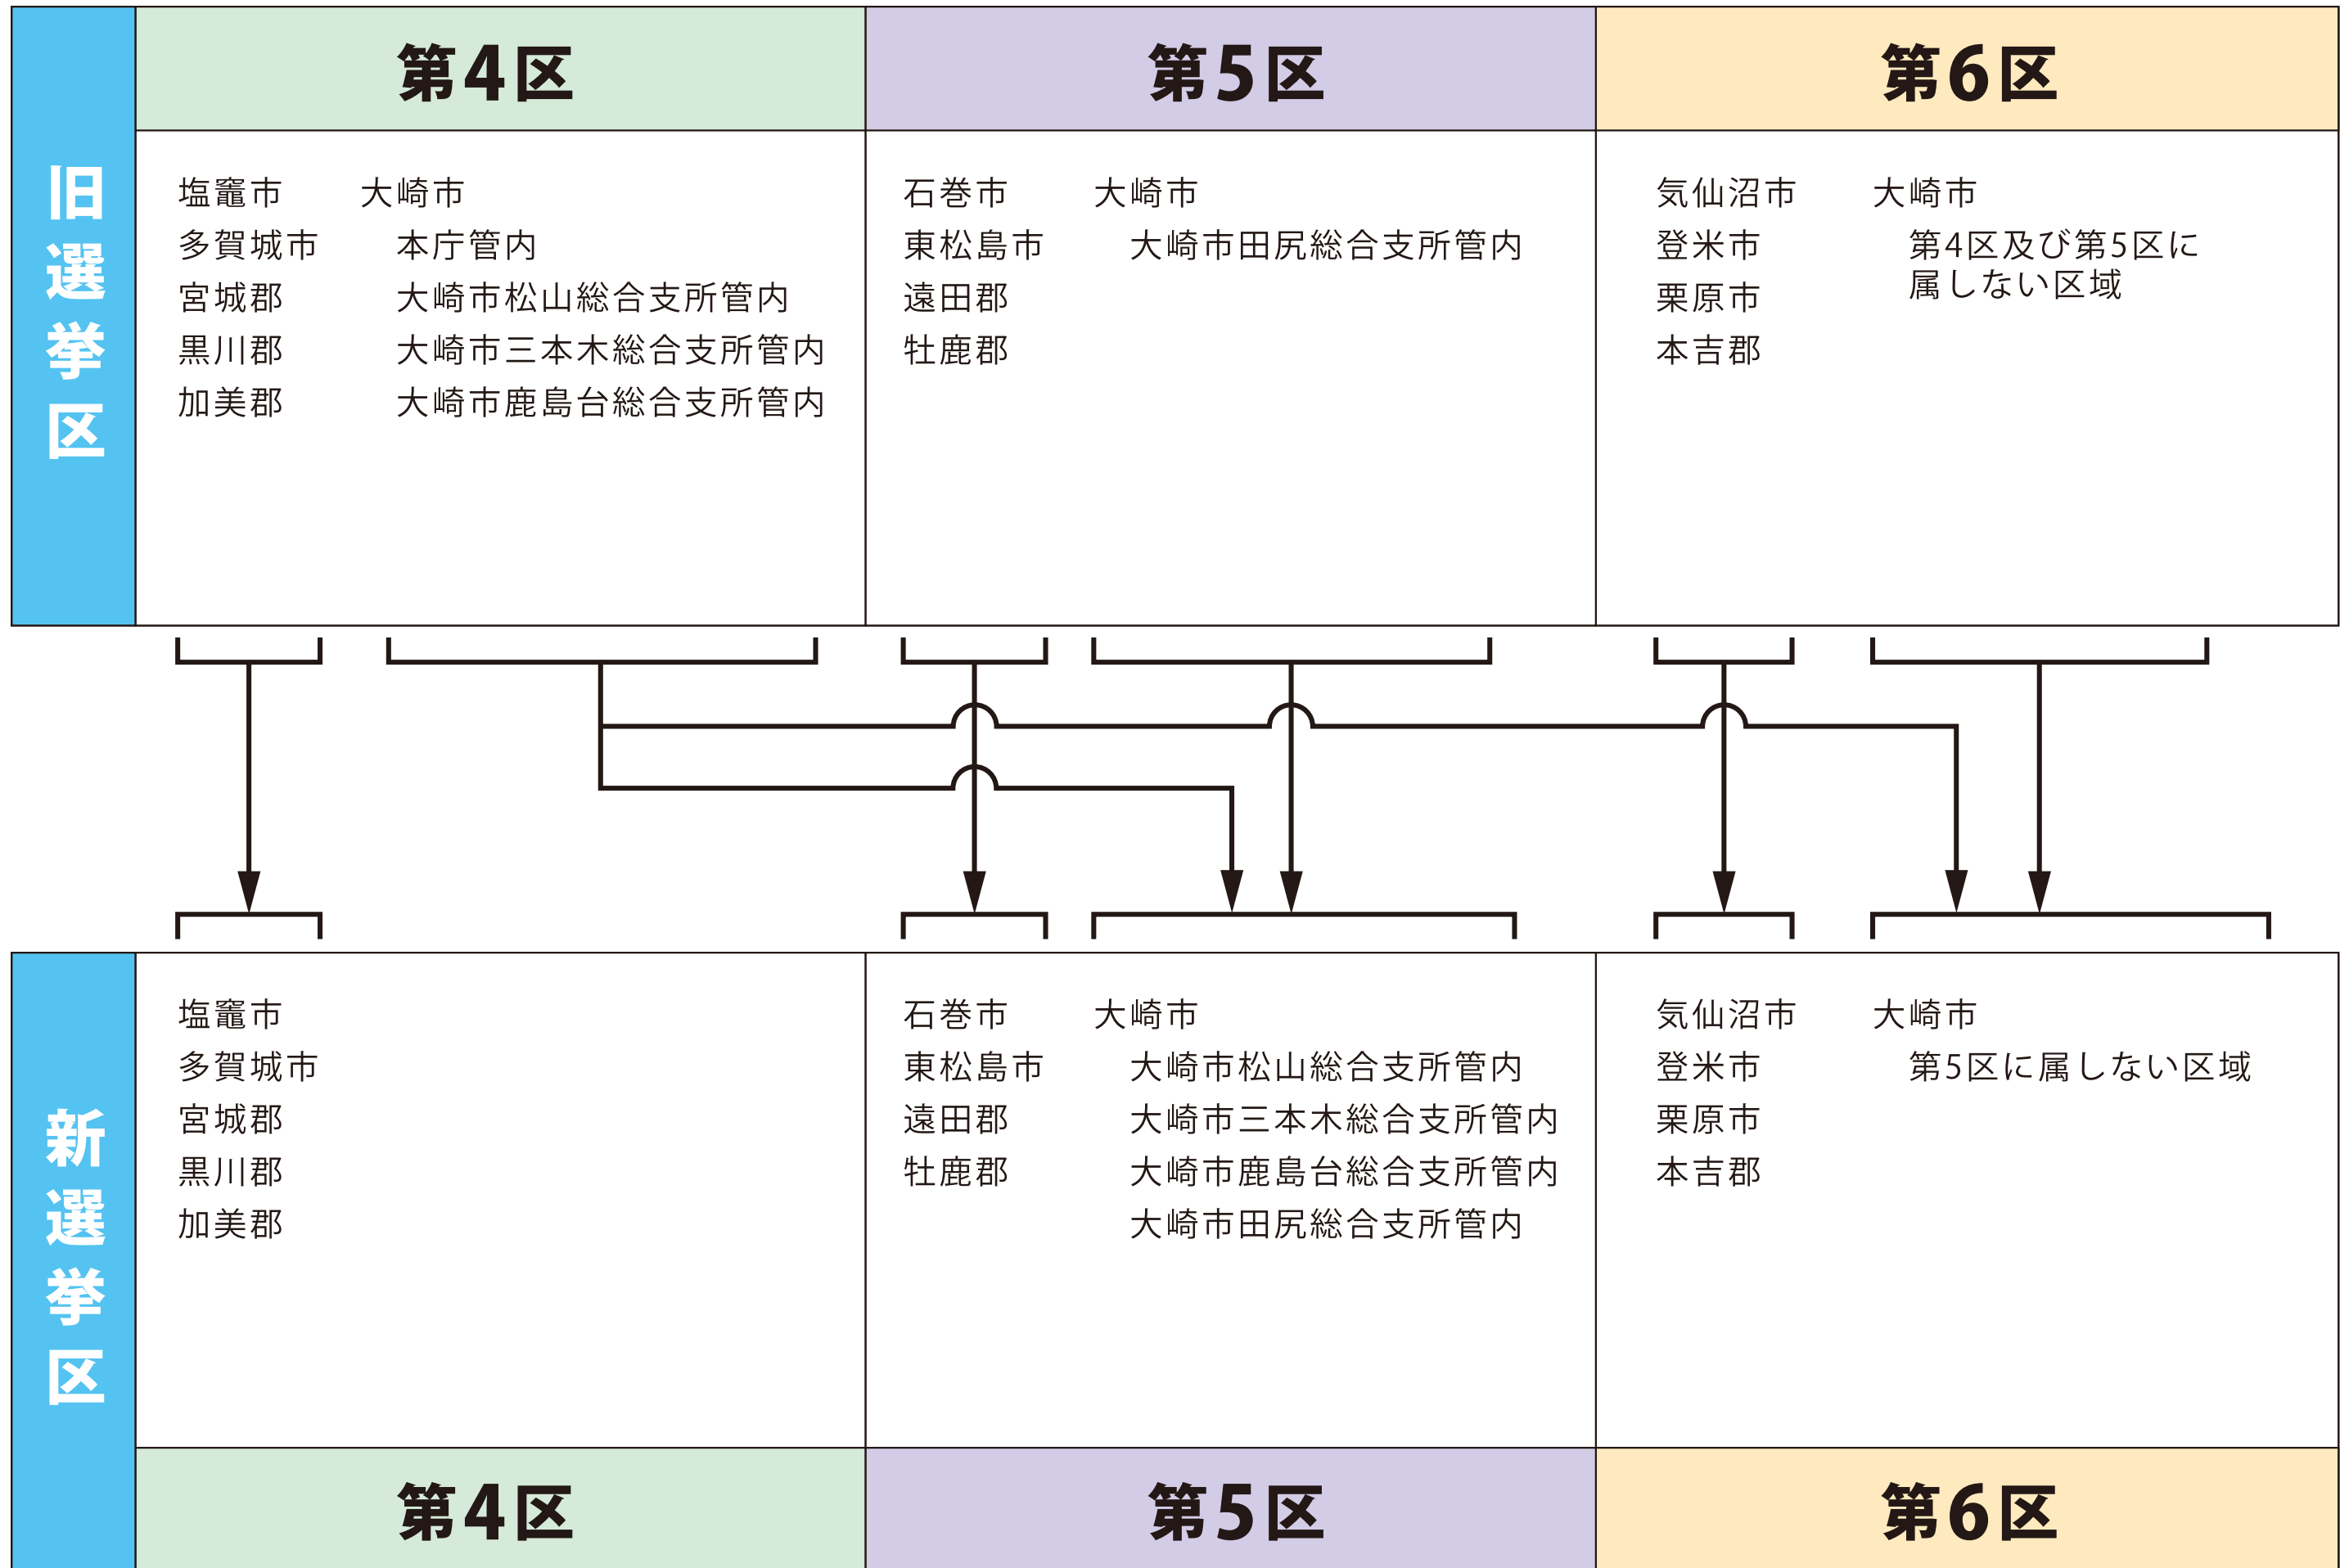 旧選挙区
第4区
塩竈市
多賀城市
宮城郡
黒川郡
加美郡
大崎市
本庁管内
大崎市松山総合支所管内
大崎市三本木総合支所管内
大崎市鹿島台総合支所管内
第5区
石巻市
東松島市
遠田郡
牡鹿郡
大崎市
大崎市田尻総合支所管内
第6区
気仙沼市
登米市
栗原市
本吉郡
大崎市
第4区及び第5区に
属しない区域
新選挙区
塩竈市
多賀城市
宮城郡
黒川郡
加美郡
第4区
石巻市
東松島市
遠田郡
牡鹿郡
大崎市
大崎市松山総合支所管内
大崎市三本木総合支所管内
大崎市鹿島台総合支所管内
大崎市田尻総合支所管内
第5区
気仙沼市
登米市
栗原市
本吉郡
大崎市
第5区に属しない区域
第6区